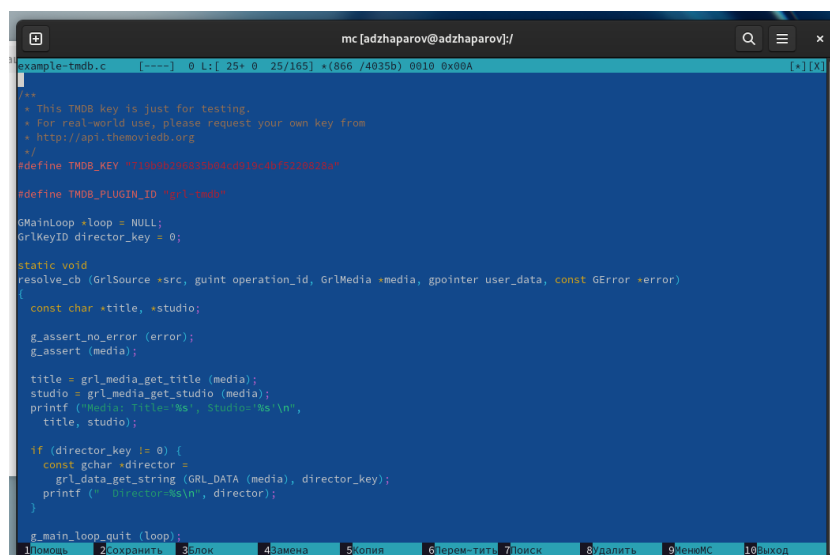 mc [adzhaparov@adzhaparov]:/
example-tmdb.c [----] 0 L:[ 25+ 0 25/165] *(866 /4035b) 0010 0x00A [*][X]
/**
* This TMDB key is just for testing.
* For real-world use, please request your own key from
* http://api.themoviedb.org
*/
#define TMDB_KEY
#define TMDB_PLUGIN_ID "grl-tmdb"
GMainLoop *loop = NULL;
GrlKeyID director_key = 0;
static void
resolve_cb (GrlSource *src, guint operation_id, GrlMedia *media, gpointer user_data, const GError *error)
{
const char *title, *studio;
g_assert_no_error (error);
g_assert (media);
title = grl_media_get_title (media);
studio = grl_media_get_studio (media);
printf ("Media: Title='%s', Studio='%s'\n",
title, studio);
if (director_key != 0) {
const gchar *director =
grl_data_get_string (GRL_DATA (media), director_key);
printf (" Director=%s\n", director);
}
g_main_loop_quit (loop);
1Помощь 2Сохранить 3Блок 4Замена 5Копия 6Перем~тить 7Поиск 8Удалить 9МенюMC 10Выход